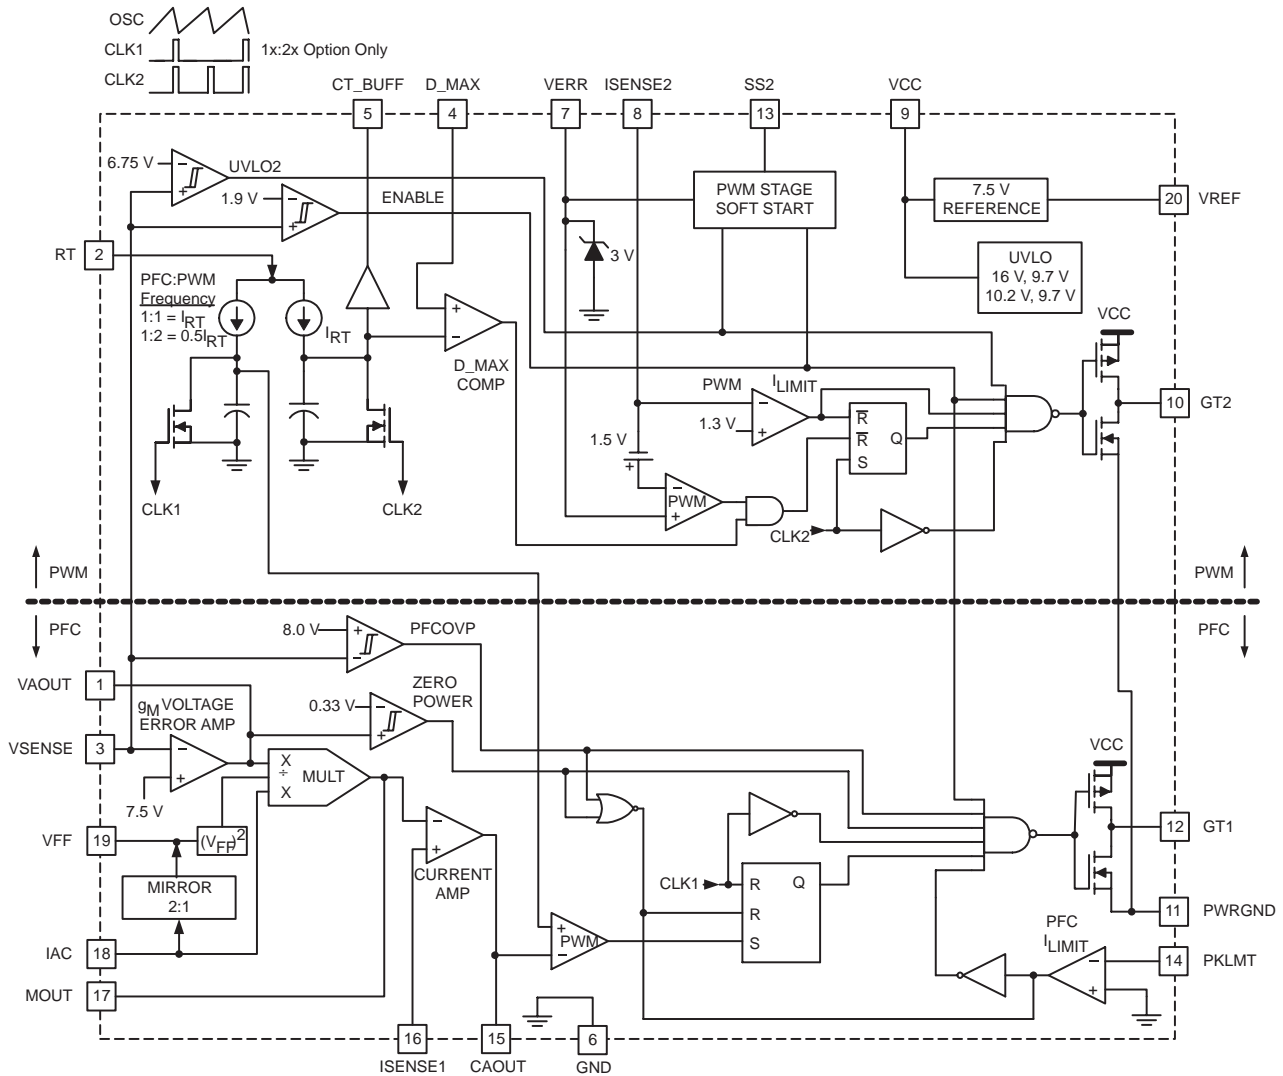 OSC
CLK1
1x:2x Option Only
CLK2
CT_BUFF
D_MAX
VERR
ISENSE2
SS2
VCC
5
4
7
8
13
9
6.75 V
−
+
UVLO2
1.9 V
−
+
ENABLE
PWM STAGE
SOFT START
7.5 V
REFERENCE
20
VREF
RT
2
3 V
UVLO
16 V, 9.7 V
10.2 V, 9.7 V
PFC:PWM
Frequency
1:1 = IRT
1:2 = 0.5IRT
IRT
+
−
D_MAX
COMP
VCC
PWM
ILIMIT
−
+
1.3 V
R
R
S
Q
10
GT2
1.5 V
+
−
+
PWM
CLK2
CLK1
CLK2
PWM
PWM
PFC
PFC
8.0 V
+
−
PFCOVP
VAOUT
1
0.33 V
−
+
ZERO
POWER
gM VOLTAGE
ERROR AMP
VSENSE
3
−
+
7.5 V
X
÷
X
MULT
VCC
VFF
19
(VFF)2
−
+
CURRENT
AMP
12
GT1
MIRROR
2:1
CLK1
R
R
S
Q
11
PWRGND
IAC
18
+
−
PWM
PFC
ILIMIT
−
+
14
PKLMT
MOUT
17
16
15
6
ISENSE1
CAOUT
GND